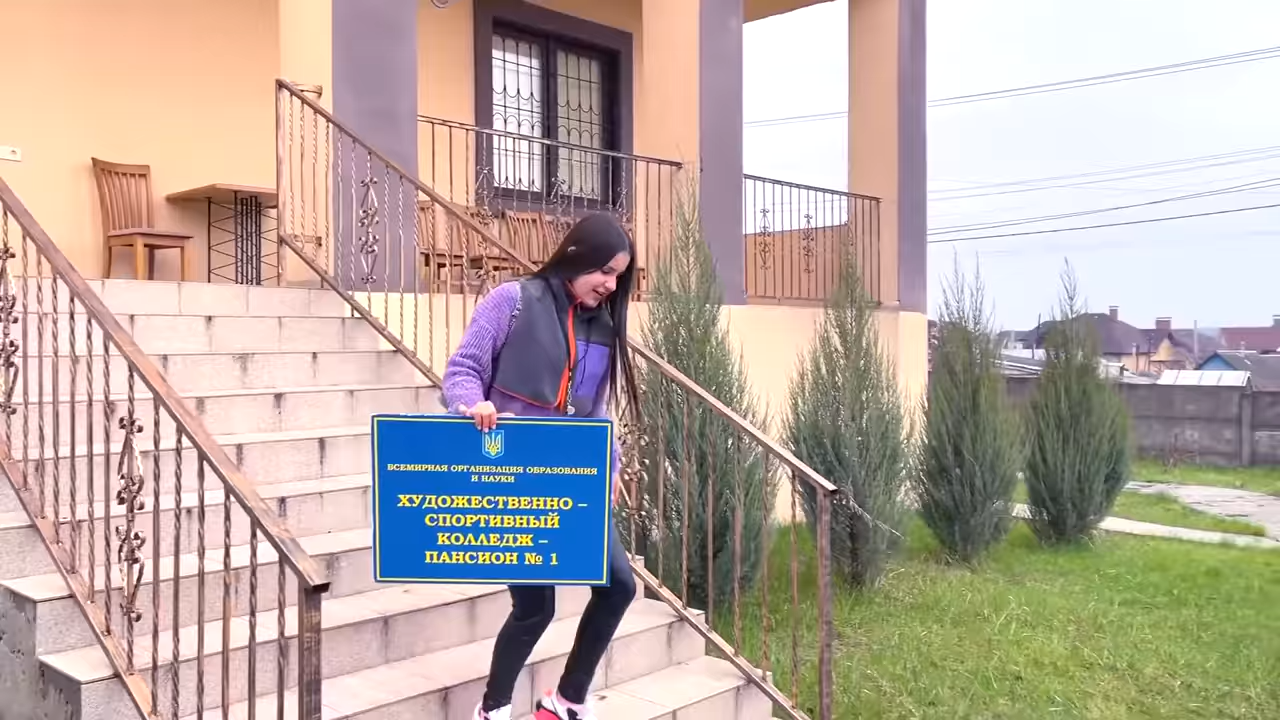 ВСЕМИРНАЯ ОРГАНИЗАЦИЯ ОБРАЗОВАНИЯ
И НАУКИ
ХУДОЖЕСТВЕННО –
СПОРТИВНЫЙ
КОЛЛЕДЖ –
ПАНСИОН № 1